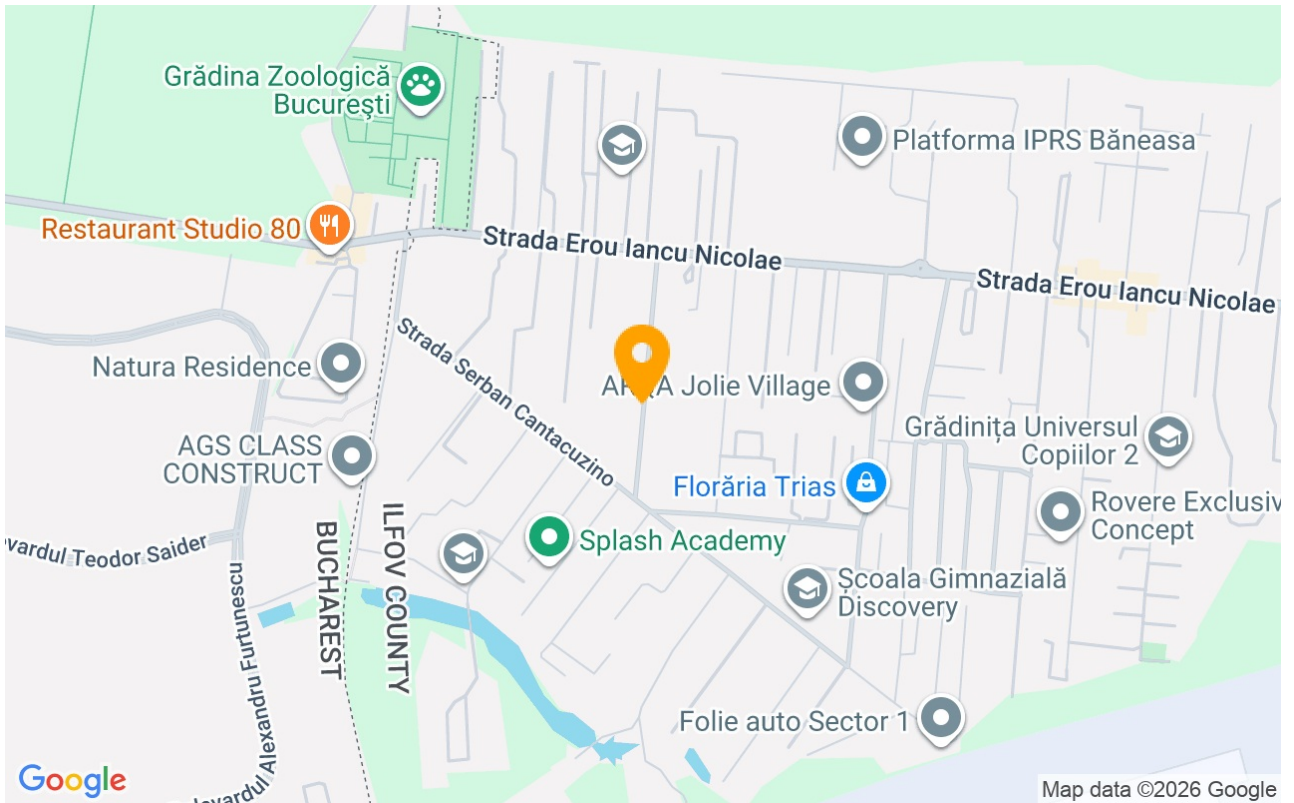 Grădina Zoologică
București
Platforma IPRS Băneasa
Restaurant Studio 80
Strada Erou Iancu Nicolae
Strada Erou Iancu Nicolae
Strada Serban Cantacuzino
Natura Residence
Jolie Village
Grădinița Universul
Copiilor 2
AGS CLASS
CONSTRUCT
Florăria Trias
Rovere Exclusiv
Concept
vardul Teodor Saider
BUCHAREST
ILFOV COUNTY
Splash Academy
Școala Gimnazială
Discovery
Alexandru Furtunescu
Folie auto Sector 1
Google
Map data ©2026 Google